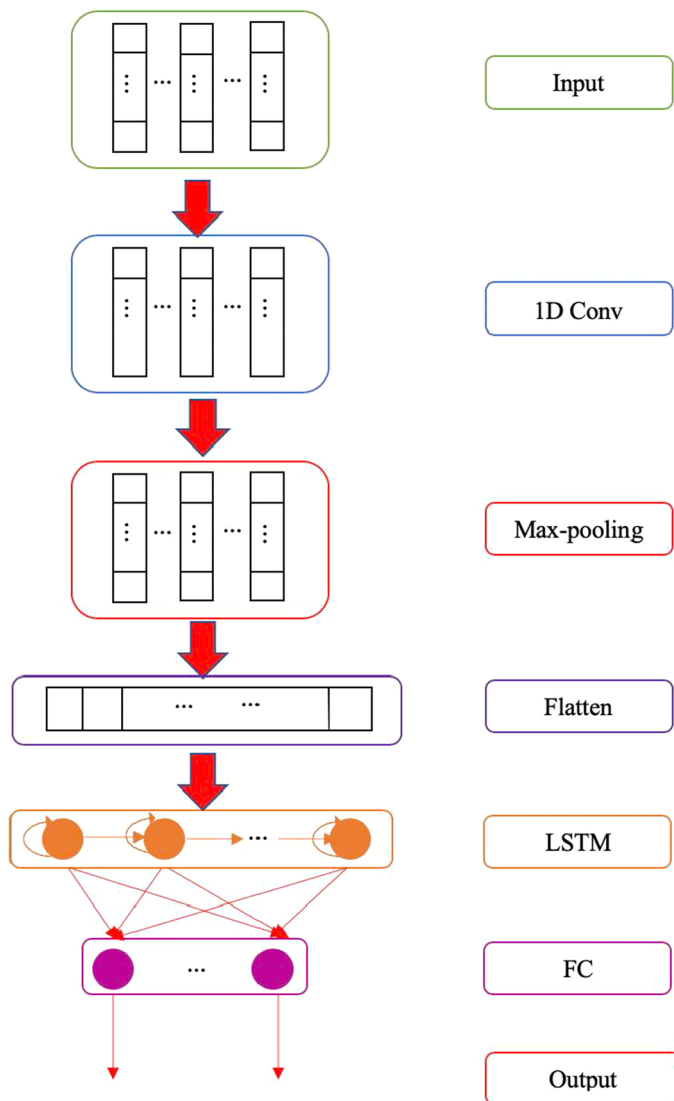 Input
1D Conv
Max-pooling
Flatten
LSTM
FC
Output